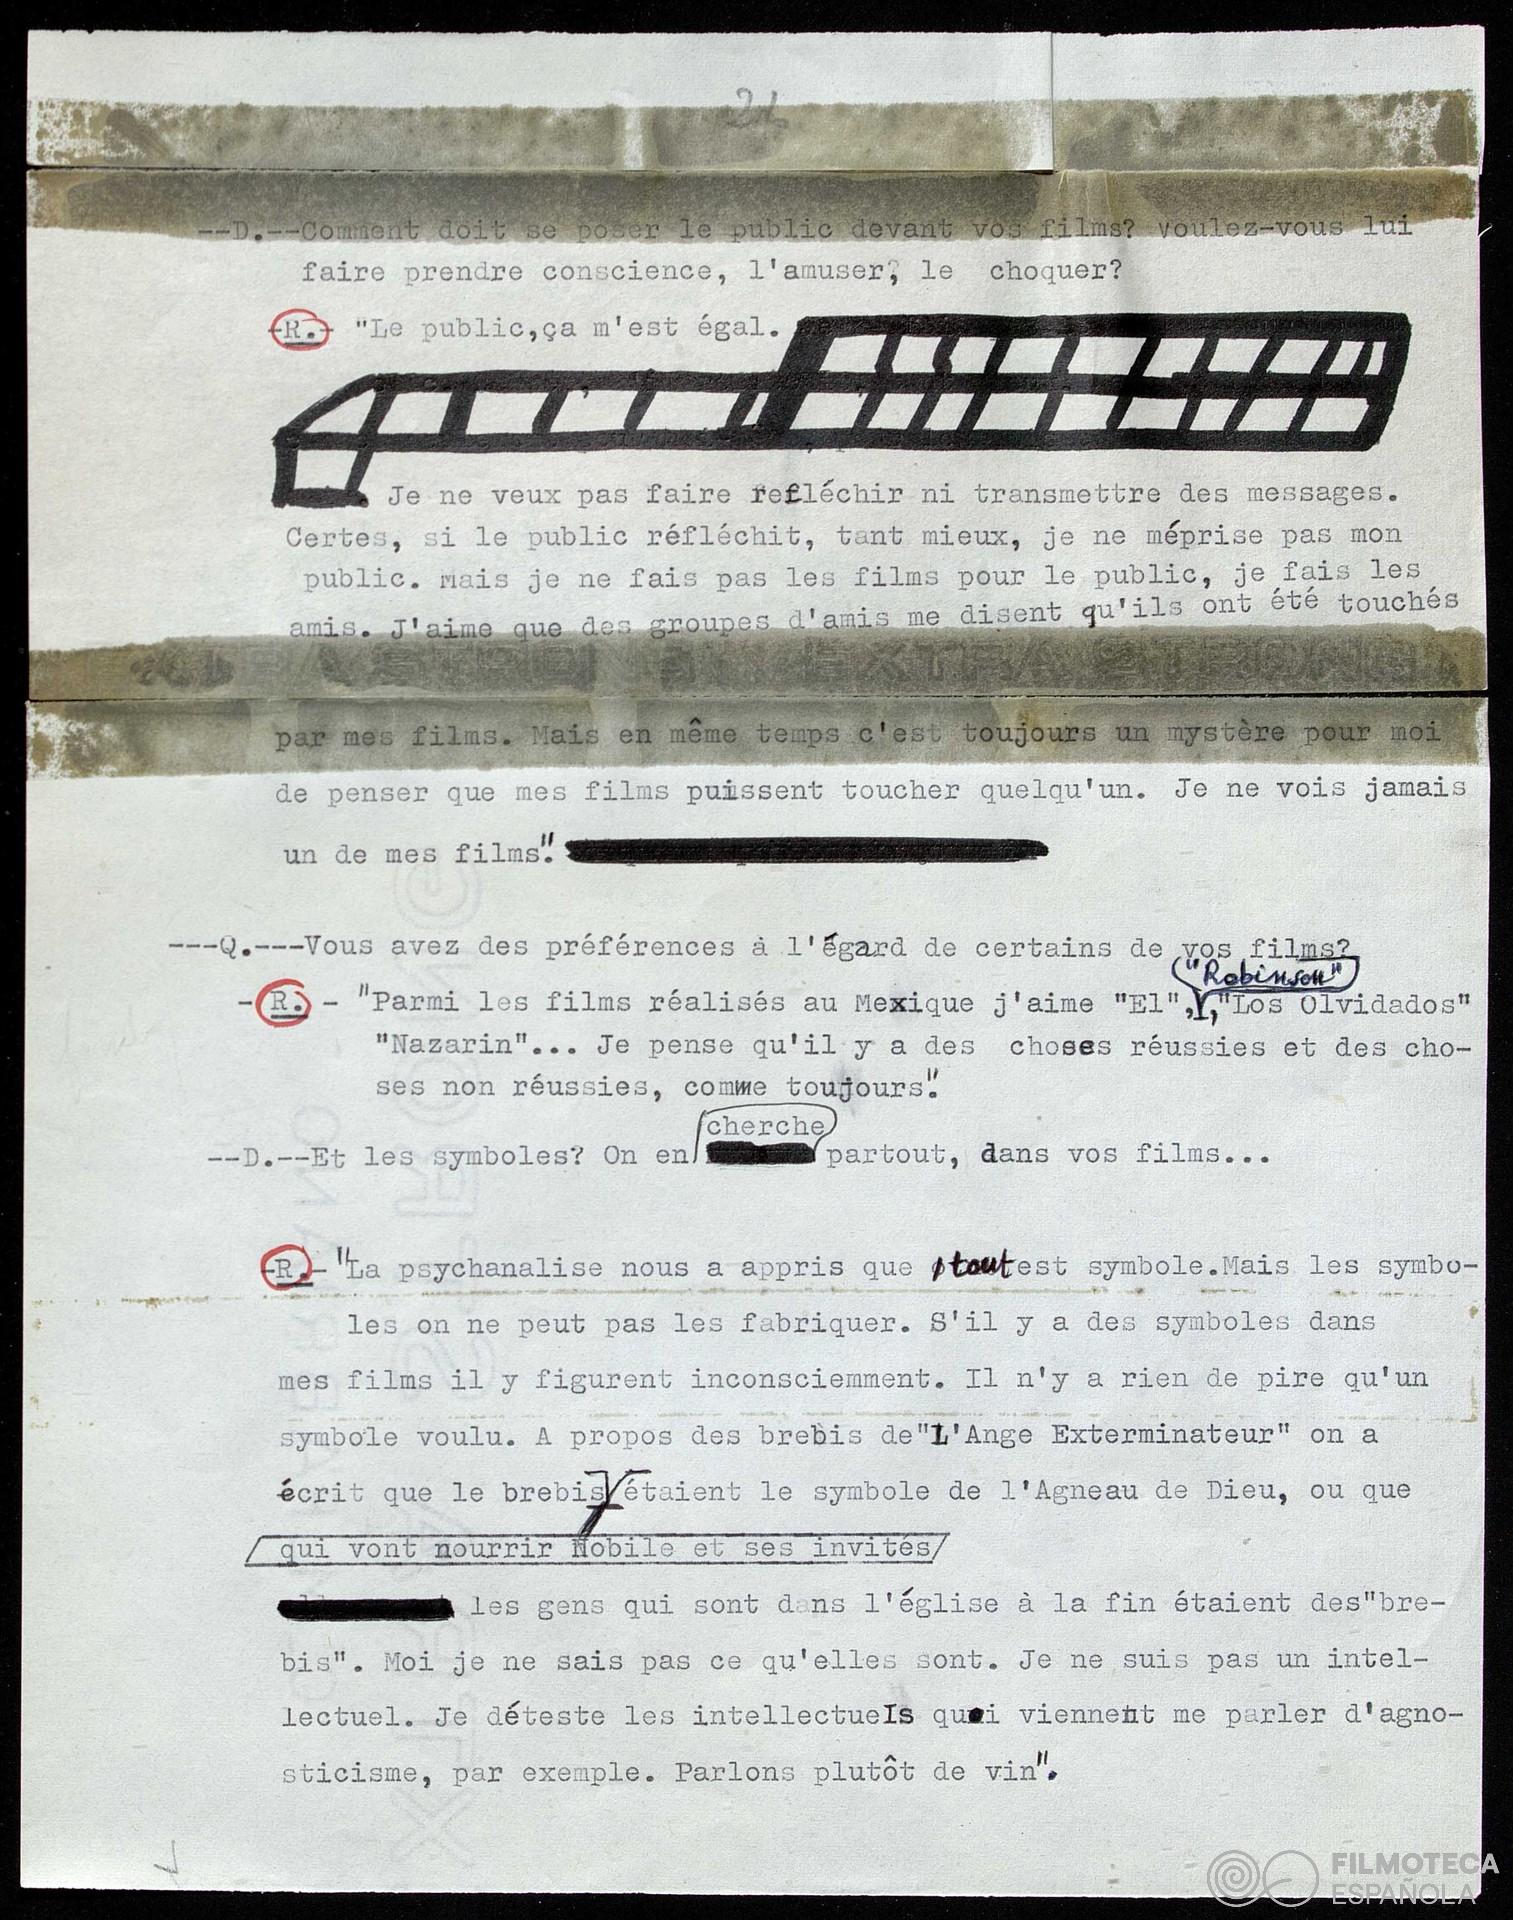 21
--D.--Comment doit se poser le public devant vos films? Voulez-vous lui
faire prendre conscience, l'amuser, le choquer?
-R.- "Le public,ça m'est égal.
. Je ne veux pas faire refléchir ni transmettre des messages.
Certes, si le public réfléchit, tant mieux, je ne méprise pas mon
public. Mais je ne fais pas les films pour le public, je fais les
amis. J'aime que des groupes d'amis me disent qu'ils ont été touchés
EXTRA STRONG
par mes films. Mais en même temps c'est toujours un mystère pour moi
de penser que mes films puissent toucher quelqu'un. Je ne vois jamais
un de mes films".
---Q.---Vous avez des préférences à l'égard de certains de vos films?
"Robinson"
-R.- "Parmi les films réalisés au Mexique j'aime "El",,"Los Olvidados"
"Nazarin"... Je pense qu'il y a des choses réussies et des cho-
ses non réussies, comme toujours".
cherche
--D.--Et les symboles? On en partout, dans vos films...
-R.-"La psychanalise nous a appris que tout est symbole.Mais les symbo-
les on ne peut pas les fabriquer. S'il y a des symboles dans
mes films il y figurent inconsciemment. Il n'y a rien de pire qu'un
symbole voulu. A propos des brebis de"L'Ange Exterminateur" on a
écrit que le brebis étaient le symbole de l'Agneau de Dieu, ou que
qui vont nourrir Nobile et ses invités
les gens qui sont dans l'église à la fin étaient des"bre-
bis". Moi je ne sais pas ce qu'elles sont. Je ne suis pas un intel-
lectuel. Je déteste les intellectuels qui viennent me parler d'agno-
sticisme, par exemple. Parlons plutôt de vin".
FILMOTECA
ESPAÑOLA